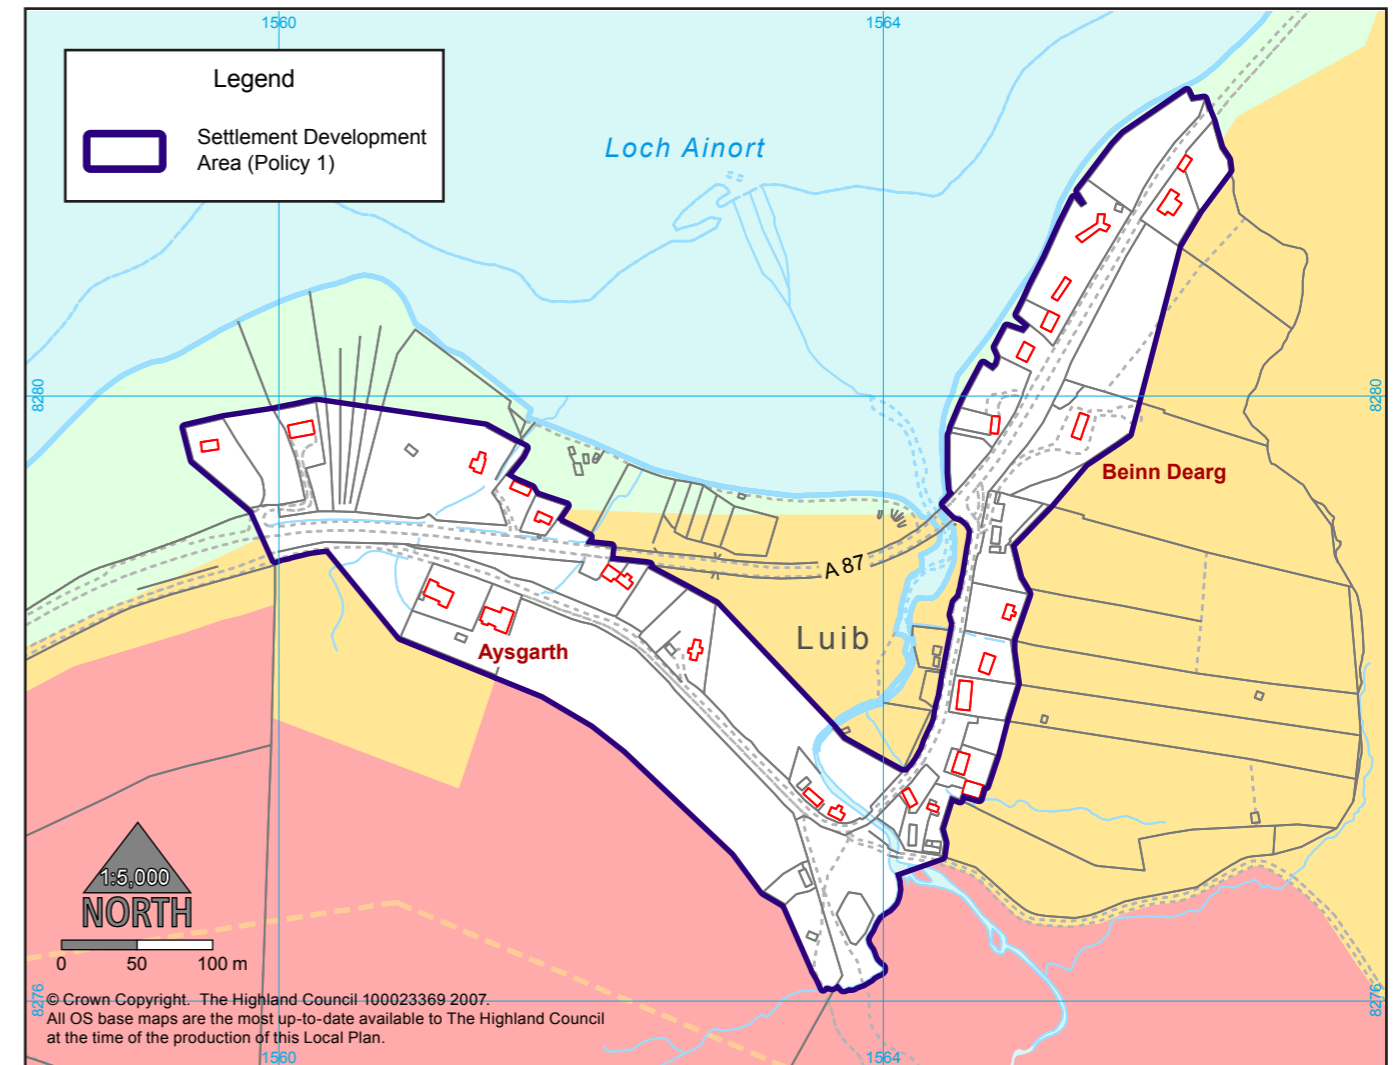 1560
1564
Legend
Settlement Development
Area (Policy 1)
Loch Ainort
8280
8280
Beinn Dearg
A 87
Luib
Aysgarth
1:5,000
NORTH
0 50 100 m
8276
8276
© Crown Copyright. The Highland Council 100023369 2007.
All OS base maps are the most up-to-date available to The Highland Council
at the time of the production of this Local Plan.
1560
1564